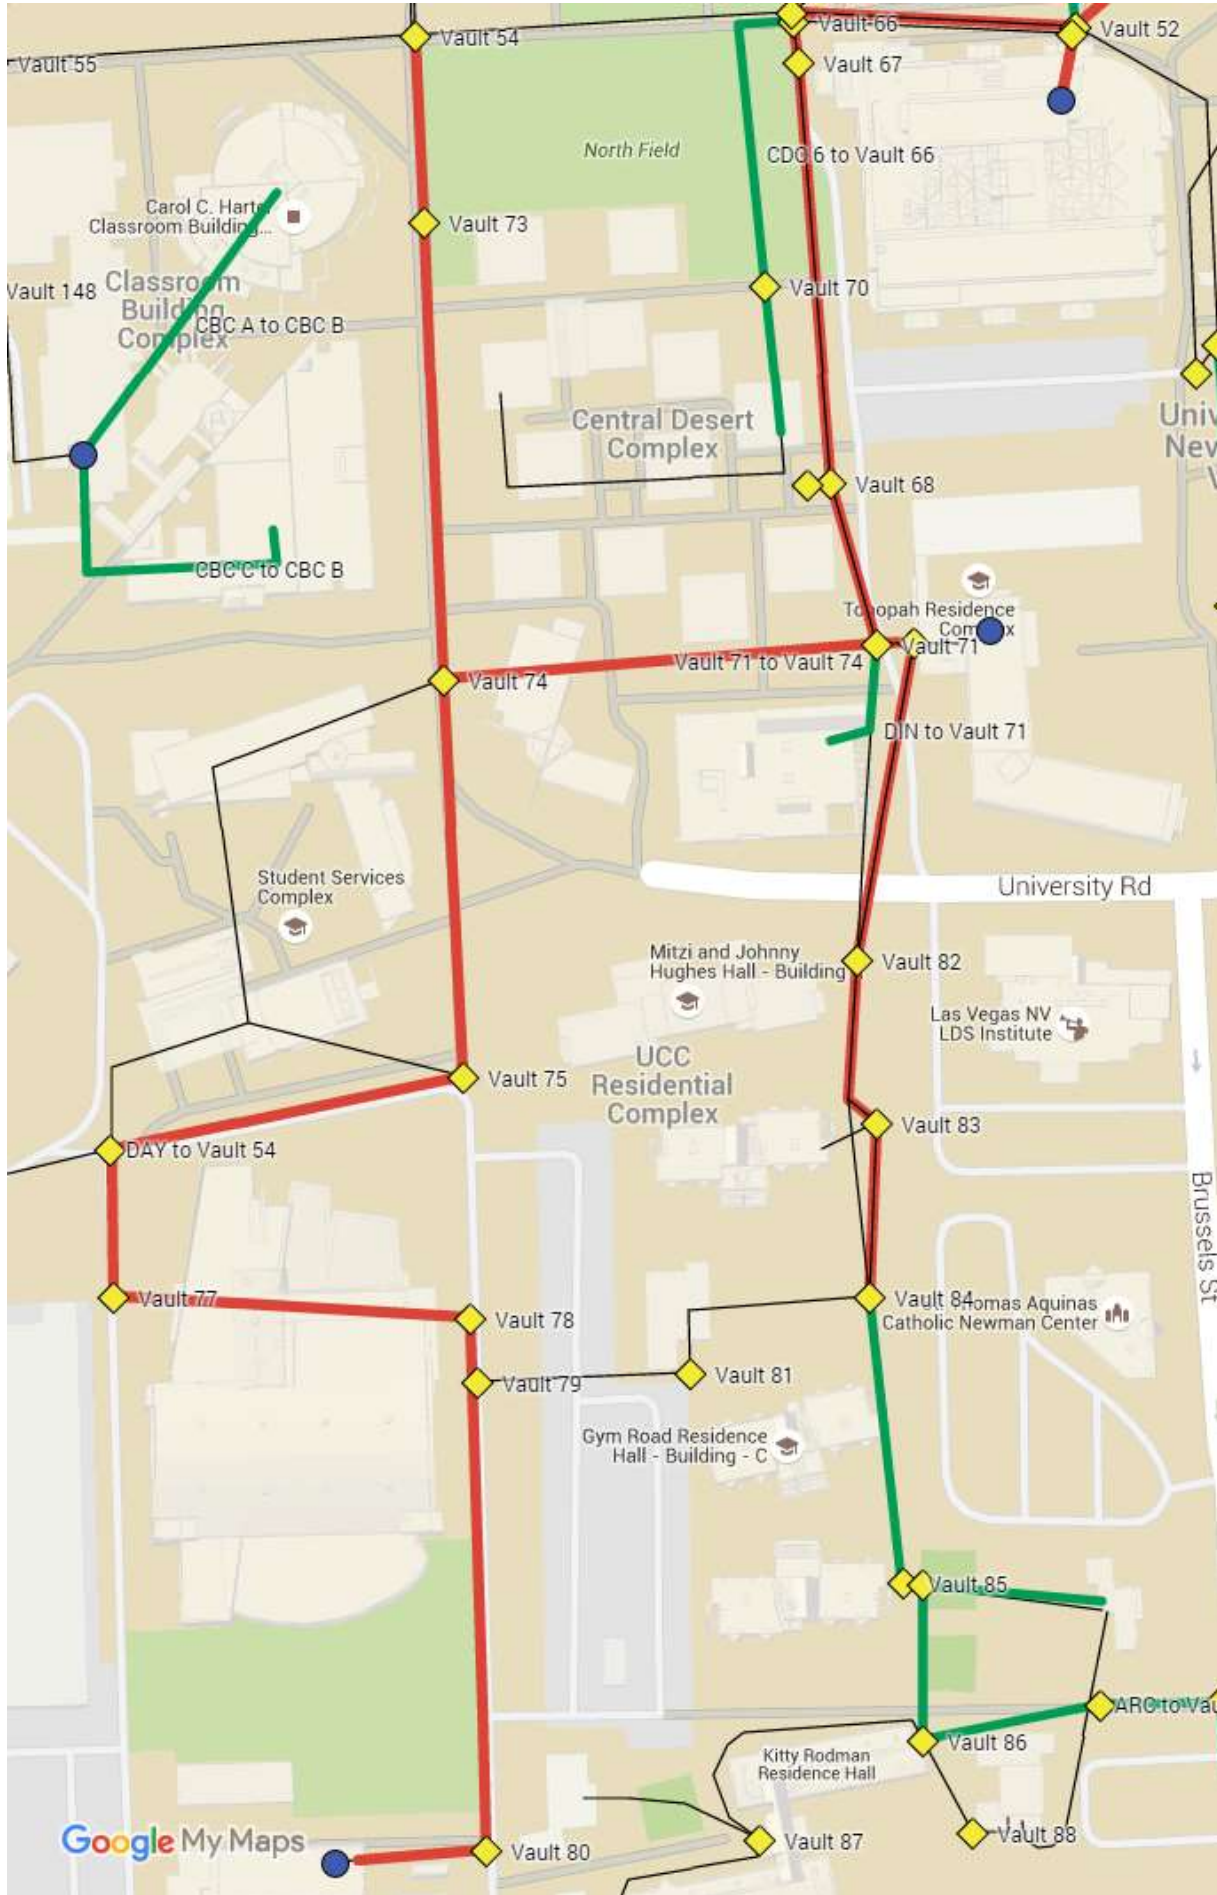 Vault 54
Vault 66
Vault 52
Vault 55
Vault 67
North Field
CDC 6 to Vault 66
Carol C. Harter
Classroom Building...
Vault 73
Vault 148
Classroom
Building
Complex
Vault 70
CBC A to CBC B
Central Desert
Complex
Univ
Nev
V
Vault 68
CBC C to CBC B
Tonopah Residence
Complex
Vault 71
Vault 71 to Vault 74
Vault 74
DIN to Vault 71
Student Services
Complex
University Rd
Mitzi and Johnny
Hughes Hall - Building
Vault 82
Las Vegas NV
LDS Institute
UCC
Residential
Complex
Vault 75
Vault 83
DAY to Vault 54
Brussels St
Vault 77
Vault 84
Thomas Aquinas
Catholic Newman Center
Vault 78
Vault 81
Vault 79
Gym Road Residence
Hall - Building - C
Vault 85
ARC to Vau
Vault 86
Kitty Rodman
Residence Hall
Google My Maps
Vault 80
Vault 87
Vault 88